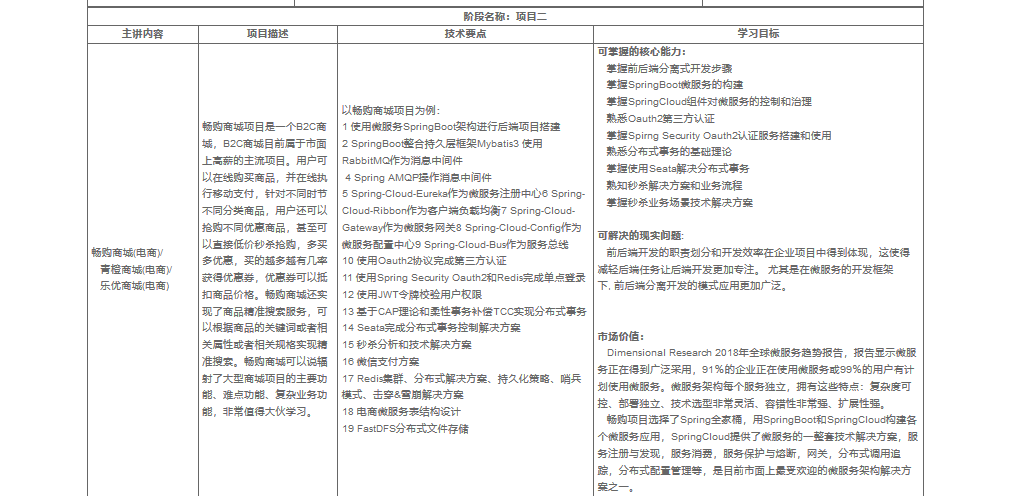 阶段名称：项目二
主讲内容
项目描述
技术要点
学习目标
畅购商城(电商)/
青橙商城(电商)/
乐优商城(电商)
畅购商城项目是一个B2C商
城，B2C商城目前属于市面
上高薪的主流项目。用户可
以在线购买商品，并在线执
行移动支付，针对不同时节
不同分类商品，用户还可以
抢购不同优惠商品，甚至可
以直接低价秒杀抢购，多买
多优惠，买的越多越有几率
获得优惠券，优惠券可以抵
扣商品价格。畅购商城还实
现了商品精准搜索服务，可
以根据商品的关键词或者相
关属性或者相关规格实现精
准搜索。畅购商城可以说辐
射了大型商城项目的主要功
能、难点功能、复杂业务功
能，非常值得大伙学习。
以畅购商城项目为例：
1 使用微服务SpringBoot架构进行后端项目搭建
2 SpringBoot整合持久层框架Mybatis3 使用
RabbitMQ作为消息中间件
4 Spring AMQP操作消息中间件
5 Spring-Cloud-Eureka作为微服务注册中心6 Spring-
Cloud-Ribbon作为客户端负载均衡7 Spring-Cloud-
Gateway作为微服务网关8 Spring-Cloud-Config作为
微服务配置中心9 Spring-Cloud-Bus作为服务总线
10 使用Oauth2协议完成第三方认证
11 使用Spring Security Oauth2和Redis完成单点登录
12 使用JWT令牌校验用户权限
13 基于CAP理论和柔性事务补偿TCC实现分布式事务
14 Seata完成分布式事务控制解决方案
15 秒杀分析和技术解决方案
16 微信支付方案
17 Redis集群、分布式解决方案、持久化策略、哨兵
模式、击穿&雪崩解决方案
18 电商微服务表结构设计
19 FastDFS分布式文件存储
可掌握的核心能力：
掌握前后端分离式开发步骤
掌握SpringBoot微服务的构建
掌握SpringCloud组件对微服务的控制和治理
熟悉Oauth2第三方认证
掌握Spirng Security Oauth2认证服务搭建和使用
熟悉分布式事务的基础理论
掌握使用Seata解决分布式事务
熟知秒杀解决方案和业务流程
掌握秒杀业务场景技术解决方案
可解决的现实问题:
前后端开发的职责划分和开发效率在企业项目中得到体现，这使得
减轻后端任务让后端开发更加专注。 尤其是在微服务的开发框架
下, 前后端分离开发的模式应用更加广泛。
市场价值：
Dimensional Research 2018年全球微服务趋势报告，报告显示微服
务正在得到广泛采用，91%的企业正在使用微服务或99%的用户有计
划使用微服务。微服务架构每个服务独立，拥有这些特点：复杂度可
控、部署独立、技术选型非常灵活、容错性非常强、扩展性强。
畅购项目选择了Spring全家桶，用SpringBoot和SpringCloud构建各
个微服务应用，SpringCloud提供了微服务的一整套技术解决方案，服
务注册与发现，服务消费，服务保护与熔断，网关，分布式调用追
踪，分布式配置管理等，是目前市面上最受欢迎的微服务架构解决方
案之一。